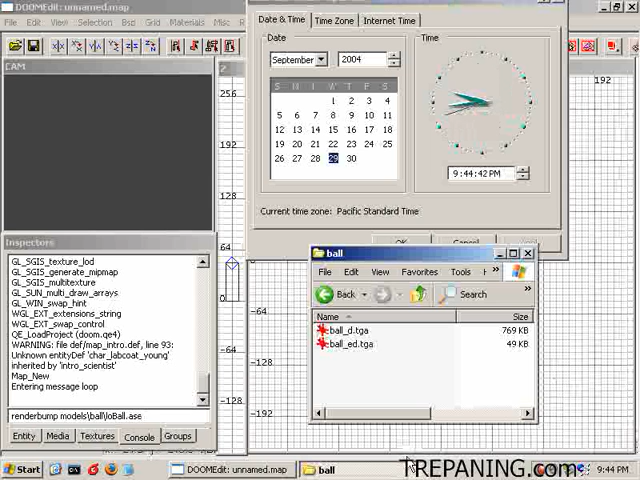 DOOMEdit: unnamed.map
File Edit View Selection Bsp Grid Materials Misc
CAM
Date & Time Time Zone Internet Time
Date
September 2004
S M T W T F S
1 2 3 4
5 6 7 8 9 10 11
12 13 14 15 16 17 18
19 20 21 22 23 24 25
26 27 28 29 30
Time
9:44:42 PM
Current time zone: Pacific Standard Time
OK Cancel
256
192
128
64
-64
-128
192
-64
-128
-192
Inspectors
GL_SGIS_texture_lod
GL_SGIS_generate_mipmap
GL_SGIS_multitexture
GL_SUN_multi_draw_arrays
GL_WIN_swap_hint
WGL_EXT_extensions_string
WGL_EXT_swap_control
QE_LoadProject (doom.qe4)
WARNING: file def/map_intro.def, line 93:
Unknown entityDef 'char_labcoat_young'
inherited by 'intro_scientist'
Map_New
Entering message loop
renderbump models\ball\loBall.ase
Entity Media Textures Console Groups
ball
File Edit View Favorites Tools H »
Back Search »
Name Size
ball_d.tga 769 KB
ball_ed.tga 49 KB
Start DOOMEdit: unnamed.map ball 9:44 PM
TREPANING.com